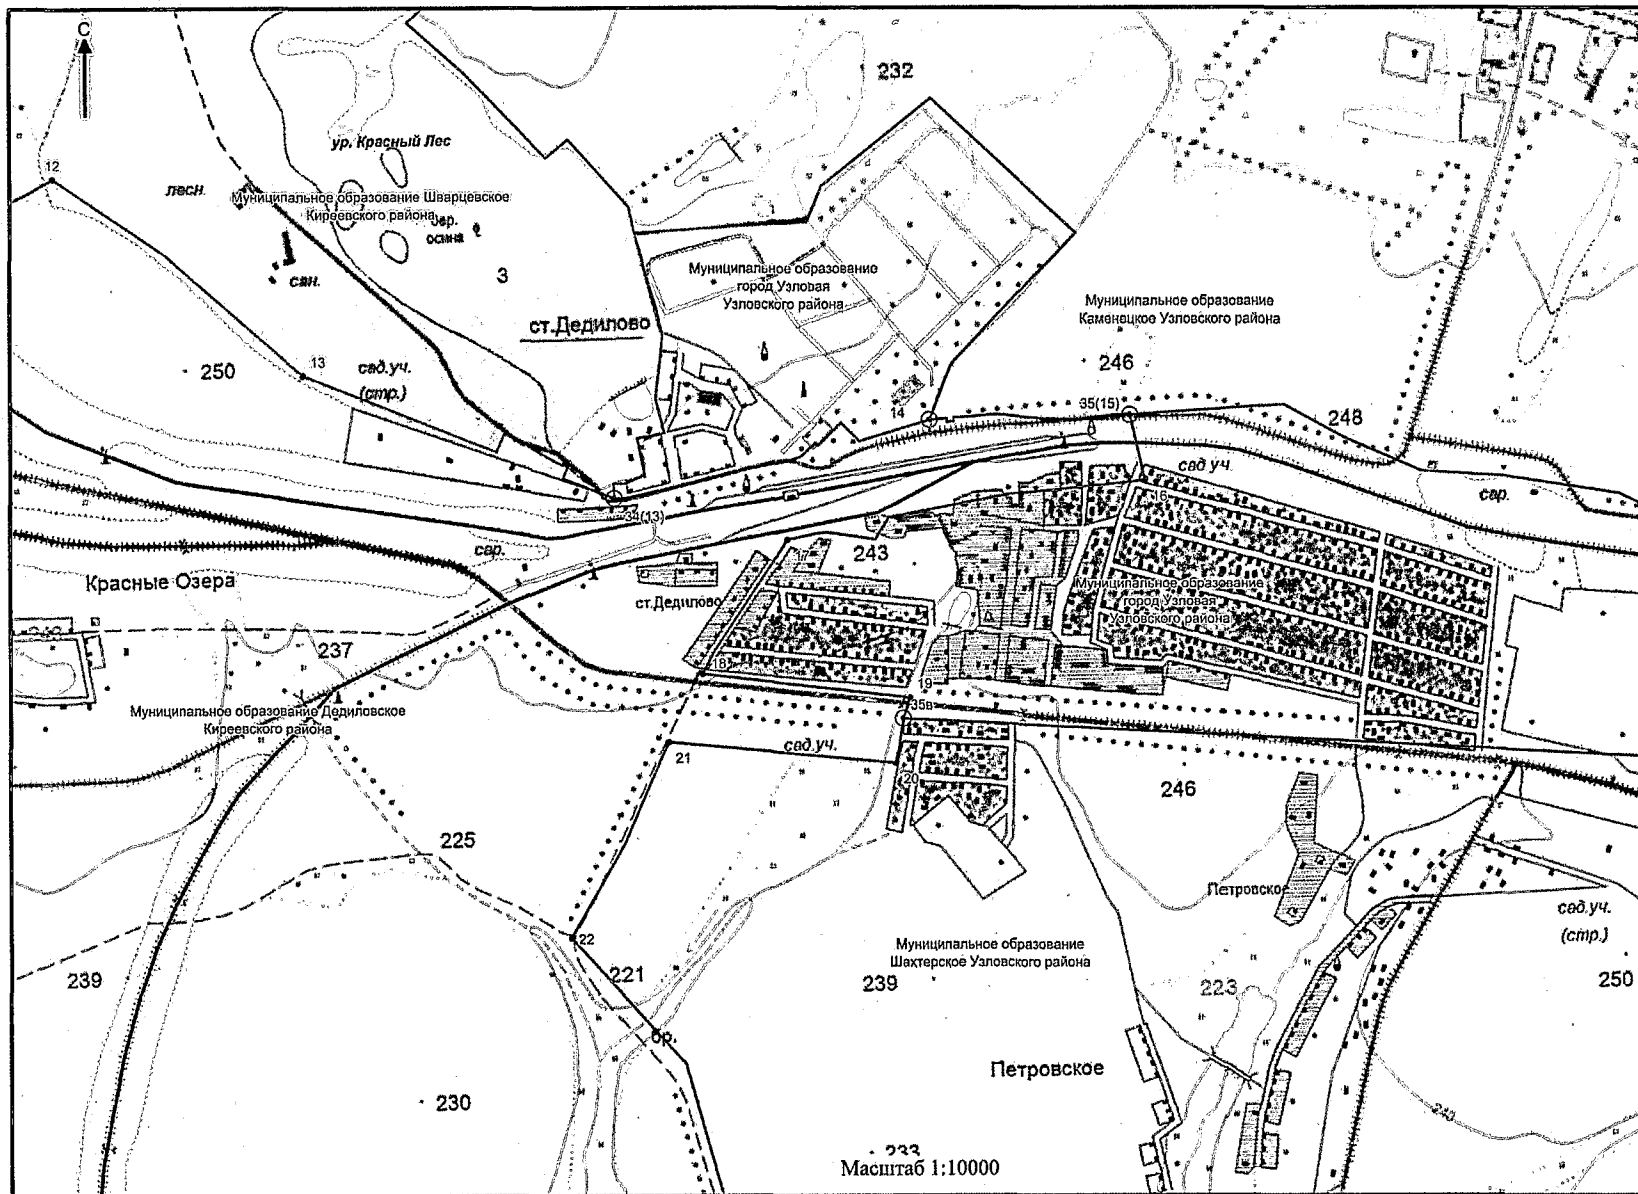 С
232
ур. Красный Лес
12
лесн.
Муниципальное образование Шварцевское
Киреевского района
бер.
осина
сан.
3
Муниципальное образование
город Узловая
Узловского района
Муниципальное образование
Каменецкое Узловского района
ст.Дедилово
250
13
сад.уч.
(стр.)
246
14
35(15)
248
сад уч.
сар.
16
34(13)
сар.
243
17
Красные Озера
ст.Дедилово
Муниципальное образование
город Узловая
Узловского района
237
18
19
35в
Муниципальное образование Дедиловское
Киреевского района
сад.уч.
21
20
246
225
Петровское
сад.уч.
(стр.)
22
Муниципальное образование
Шахтерское Узловского района
239
221
239
223
250
бр.
Петровское
230
243
233
Масштаб 1:10000